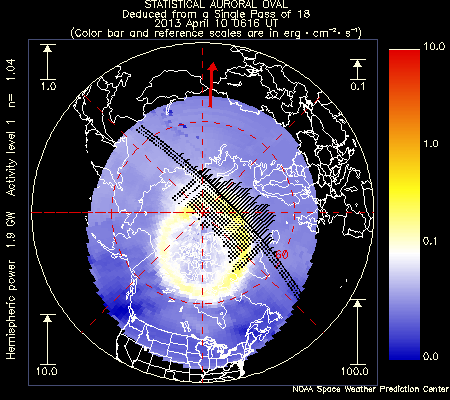 STATISTICAL AURORAL OVAL
Deduced from a Single Pass of 18
2013 April 10 0616 UT
(Color bar and reference scales are in erg · cm⁻² · s⁻¹)
Hemispheric power 1.9 GW Activity level 1 n= 1.04
1.0
0.1
10.0
100.0
60
10.0
1.0
0.1
0.0
NOAA Space Weather Prediction Center